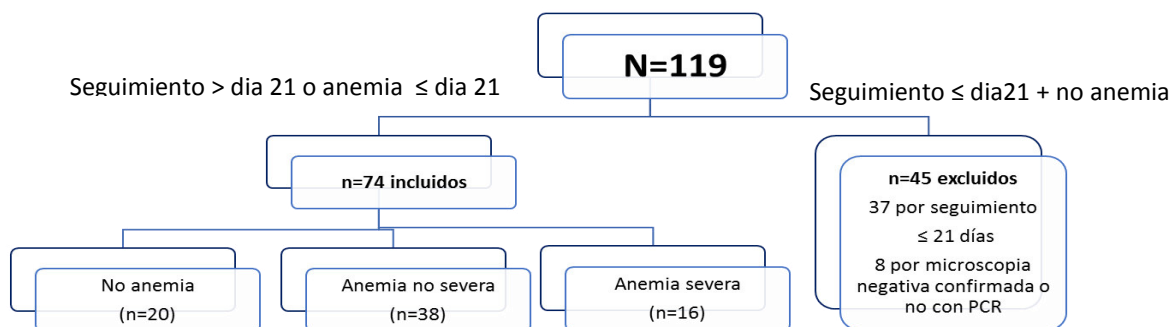 N=119
Seguimiento > dia 21 o anemia ≤ dia 21
Seguimiento ≤ dia21 + no anemia
n=74 incluidos
n=45 excluidos
37 por seguimiento
≤ 21 días
8 por microscopia
negativa confirmada o
no con PCR
No anemia
(n=20)
Anemia no severa
(n=38)
Anemia severa
(n=16)